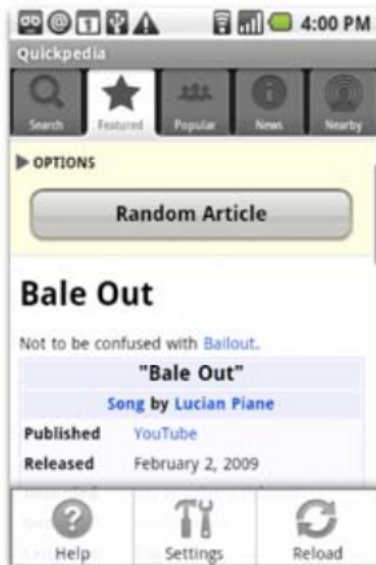 4:00 PM
Quickpedia
Search Featured Popular News Nearby
OPTIONS
Random Article
Bale Out
Not to be confused with Bailout.
"Bale Out"
Song by Lucian Piane
Published YouTube
Released February 2, 2009
Help Settings Reload